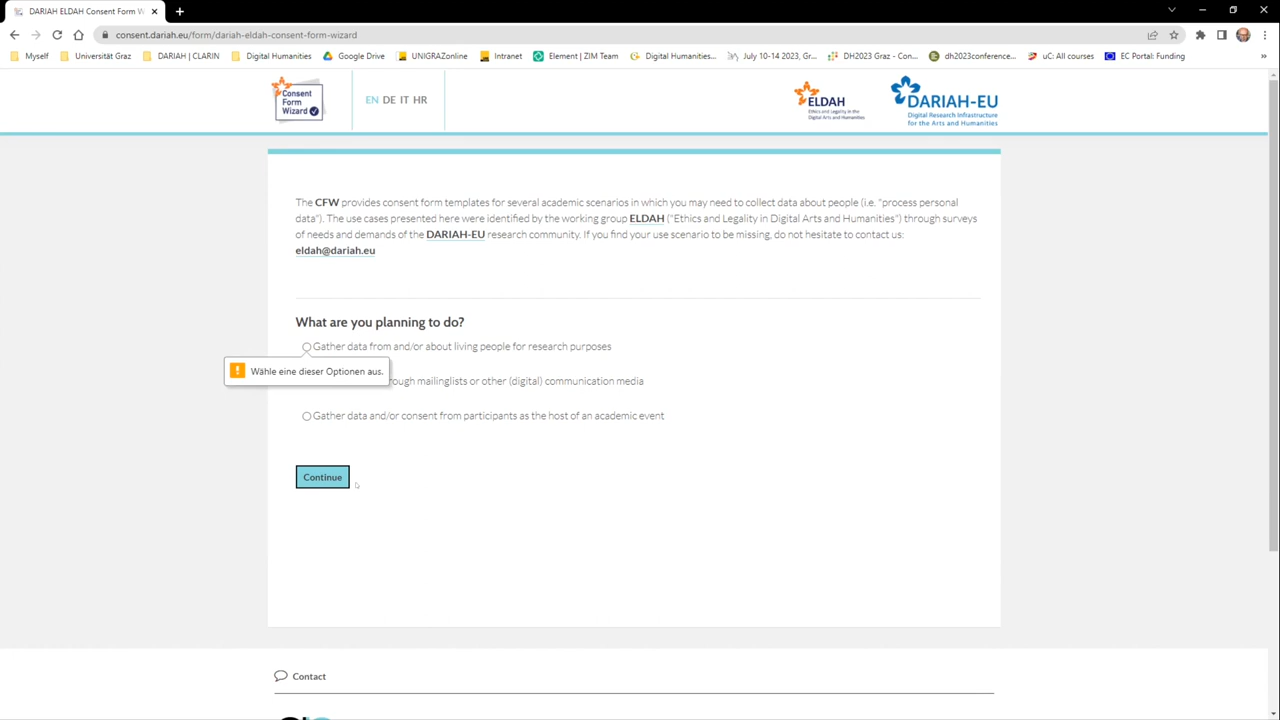 DARIAH ELDAH Consent Form W
consent.dariah.eu/form/dariah-eldah-consent-form-wizard
Myself
Universität Graz
DARIAH | CLARIN
Digital Humanities
Google Drive
UNIGRAZonline
Intranet
Element | ZIM Team
Digital Humanities...
July 10-14 2023, Gr...
DH2023 Graz - Con...
dh2023conference...
uC: All courses
EC Portal: Funding
»
Consent
Form
Wizard
EN DE IT HR
ELDAH
Ethics and Legality in the
Digital Arts and Humanities
DARIAH-EU
Digital Research Infrastructure
for the Arts and Humanities
The CFW provides consent form templates for several academic scenarios in which you may need to collect data about people (i.e. "process personal
data"). The use cases presented here were identified by the working group ELDAH ("Ethics and Legality in Digital Arts and Humanities") through surveys
of needs and demands of the DARIAH-EU research community. If you find your use scenario to be missing, do not hesitate to contact us:
eldah@dariah.eu
What are you planning to do?
Gather data from and/or about living people for research purposes
Wähle eine dieser Optionen aus.
through mailinglists or other (digital) communication media
Gather data and/or consent from participants as the host of an academic event
Continue
Contact